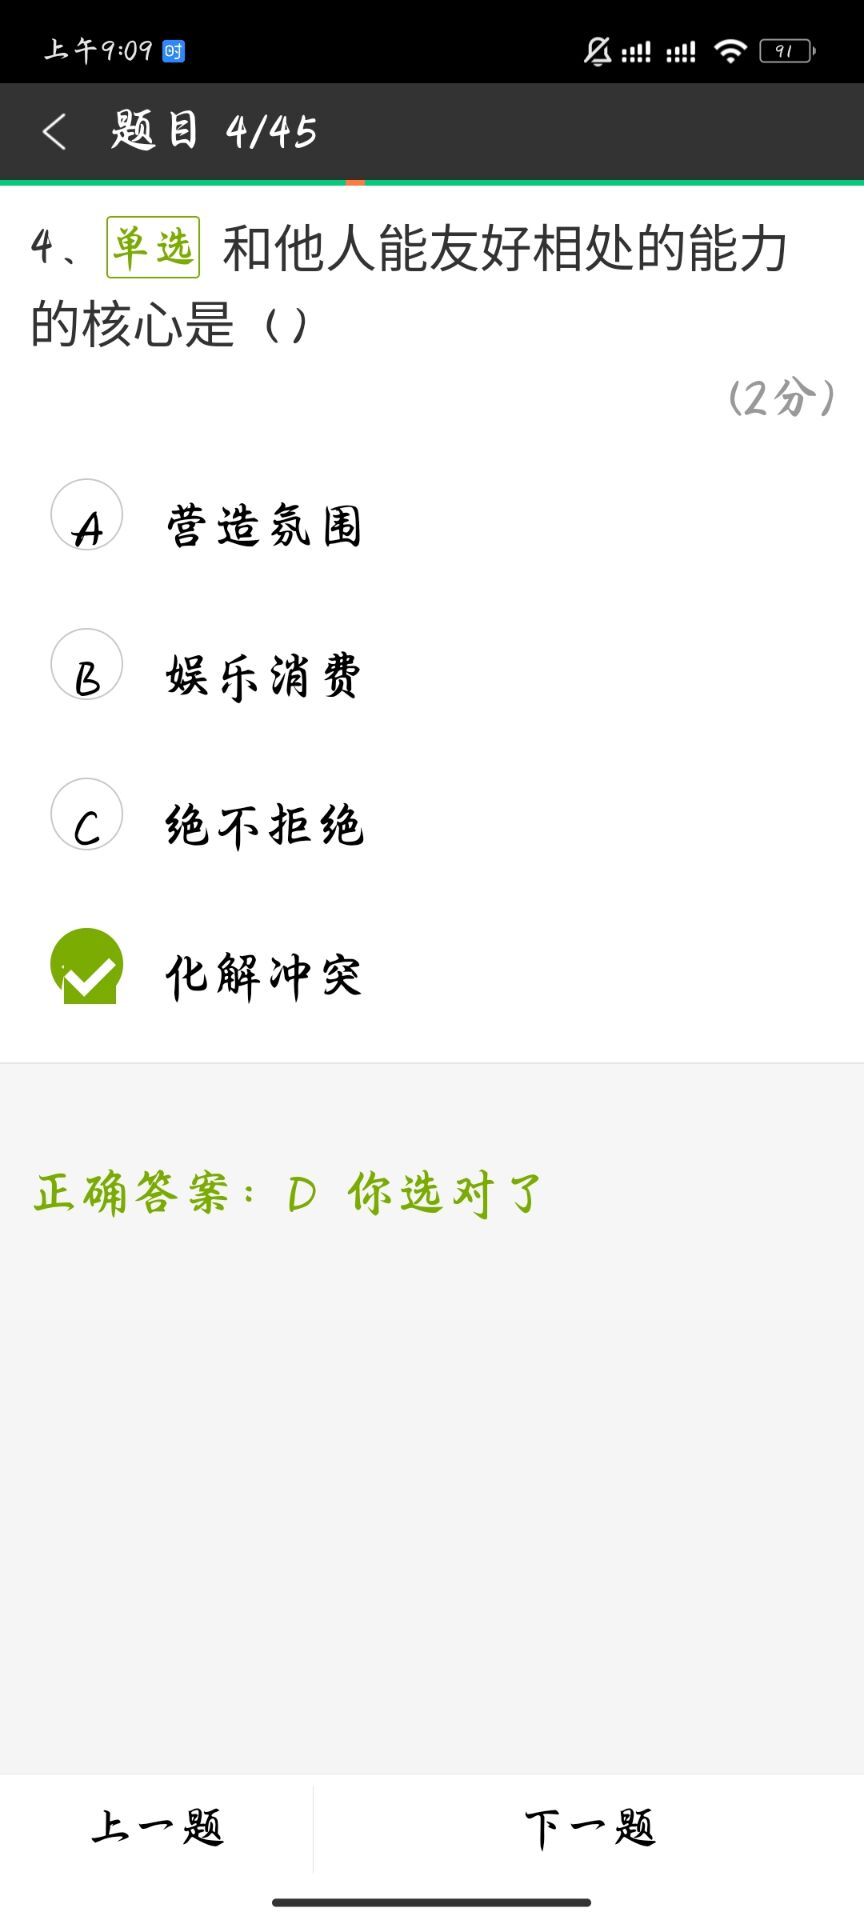 上午9:09 时 91
题目 4/45
4、单选 和他人能友好相处的能力
的核心是（）
(2分)
A 营造氛围
B 娱乐消费
C 绝不拒绝
化解冲突
正确答案：D 你选对了
上一题 下一题